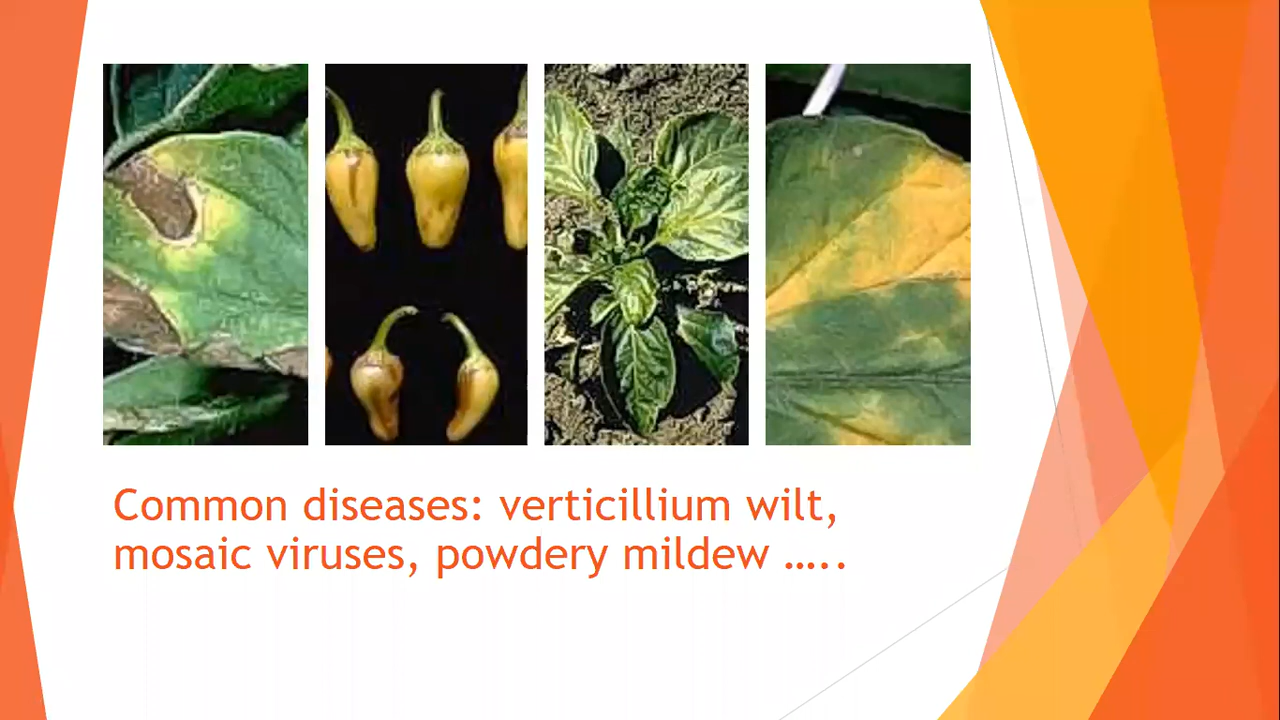 Common diseases: verticillium wilt,
mosaic viruses, powdery mildew …..